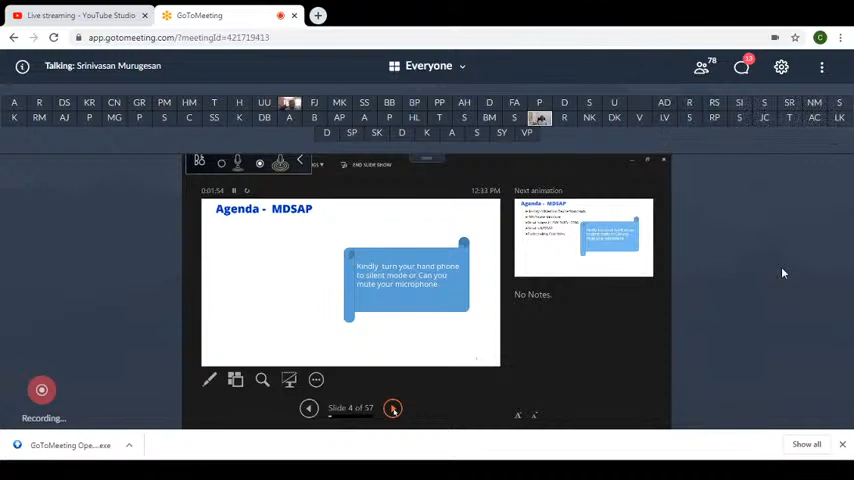 Live streaming - YouTube Studio
GoToMeeting
app.gotomeeting.com/?meetingId=421719413
C
Talking: Srinivasan Murugesan
Everyone
78
13
A R DS KR CN GR PM HM T H UU FJ MK SS BB BP PP AH D FA P D S U AD R RS SI S SR NM S
K RM AJ P MG P S C SS K DB A B AP A P HL T S BM S R NK DK V LV S RP S JC T AC LK
D SP SK D K A S SY VP
END SLIDE SHOW
0:01:54
12:33 PM
Next animation
Agenda - MDSAP
Kindly turn your hand phone
to silent mode or Can you
mute your microphone
Agenda - MDSAP
No Notes.
Slide 4 of 57
A A
Recording...
GoToMeeting Ope....exe
Show all